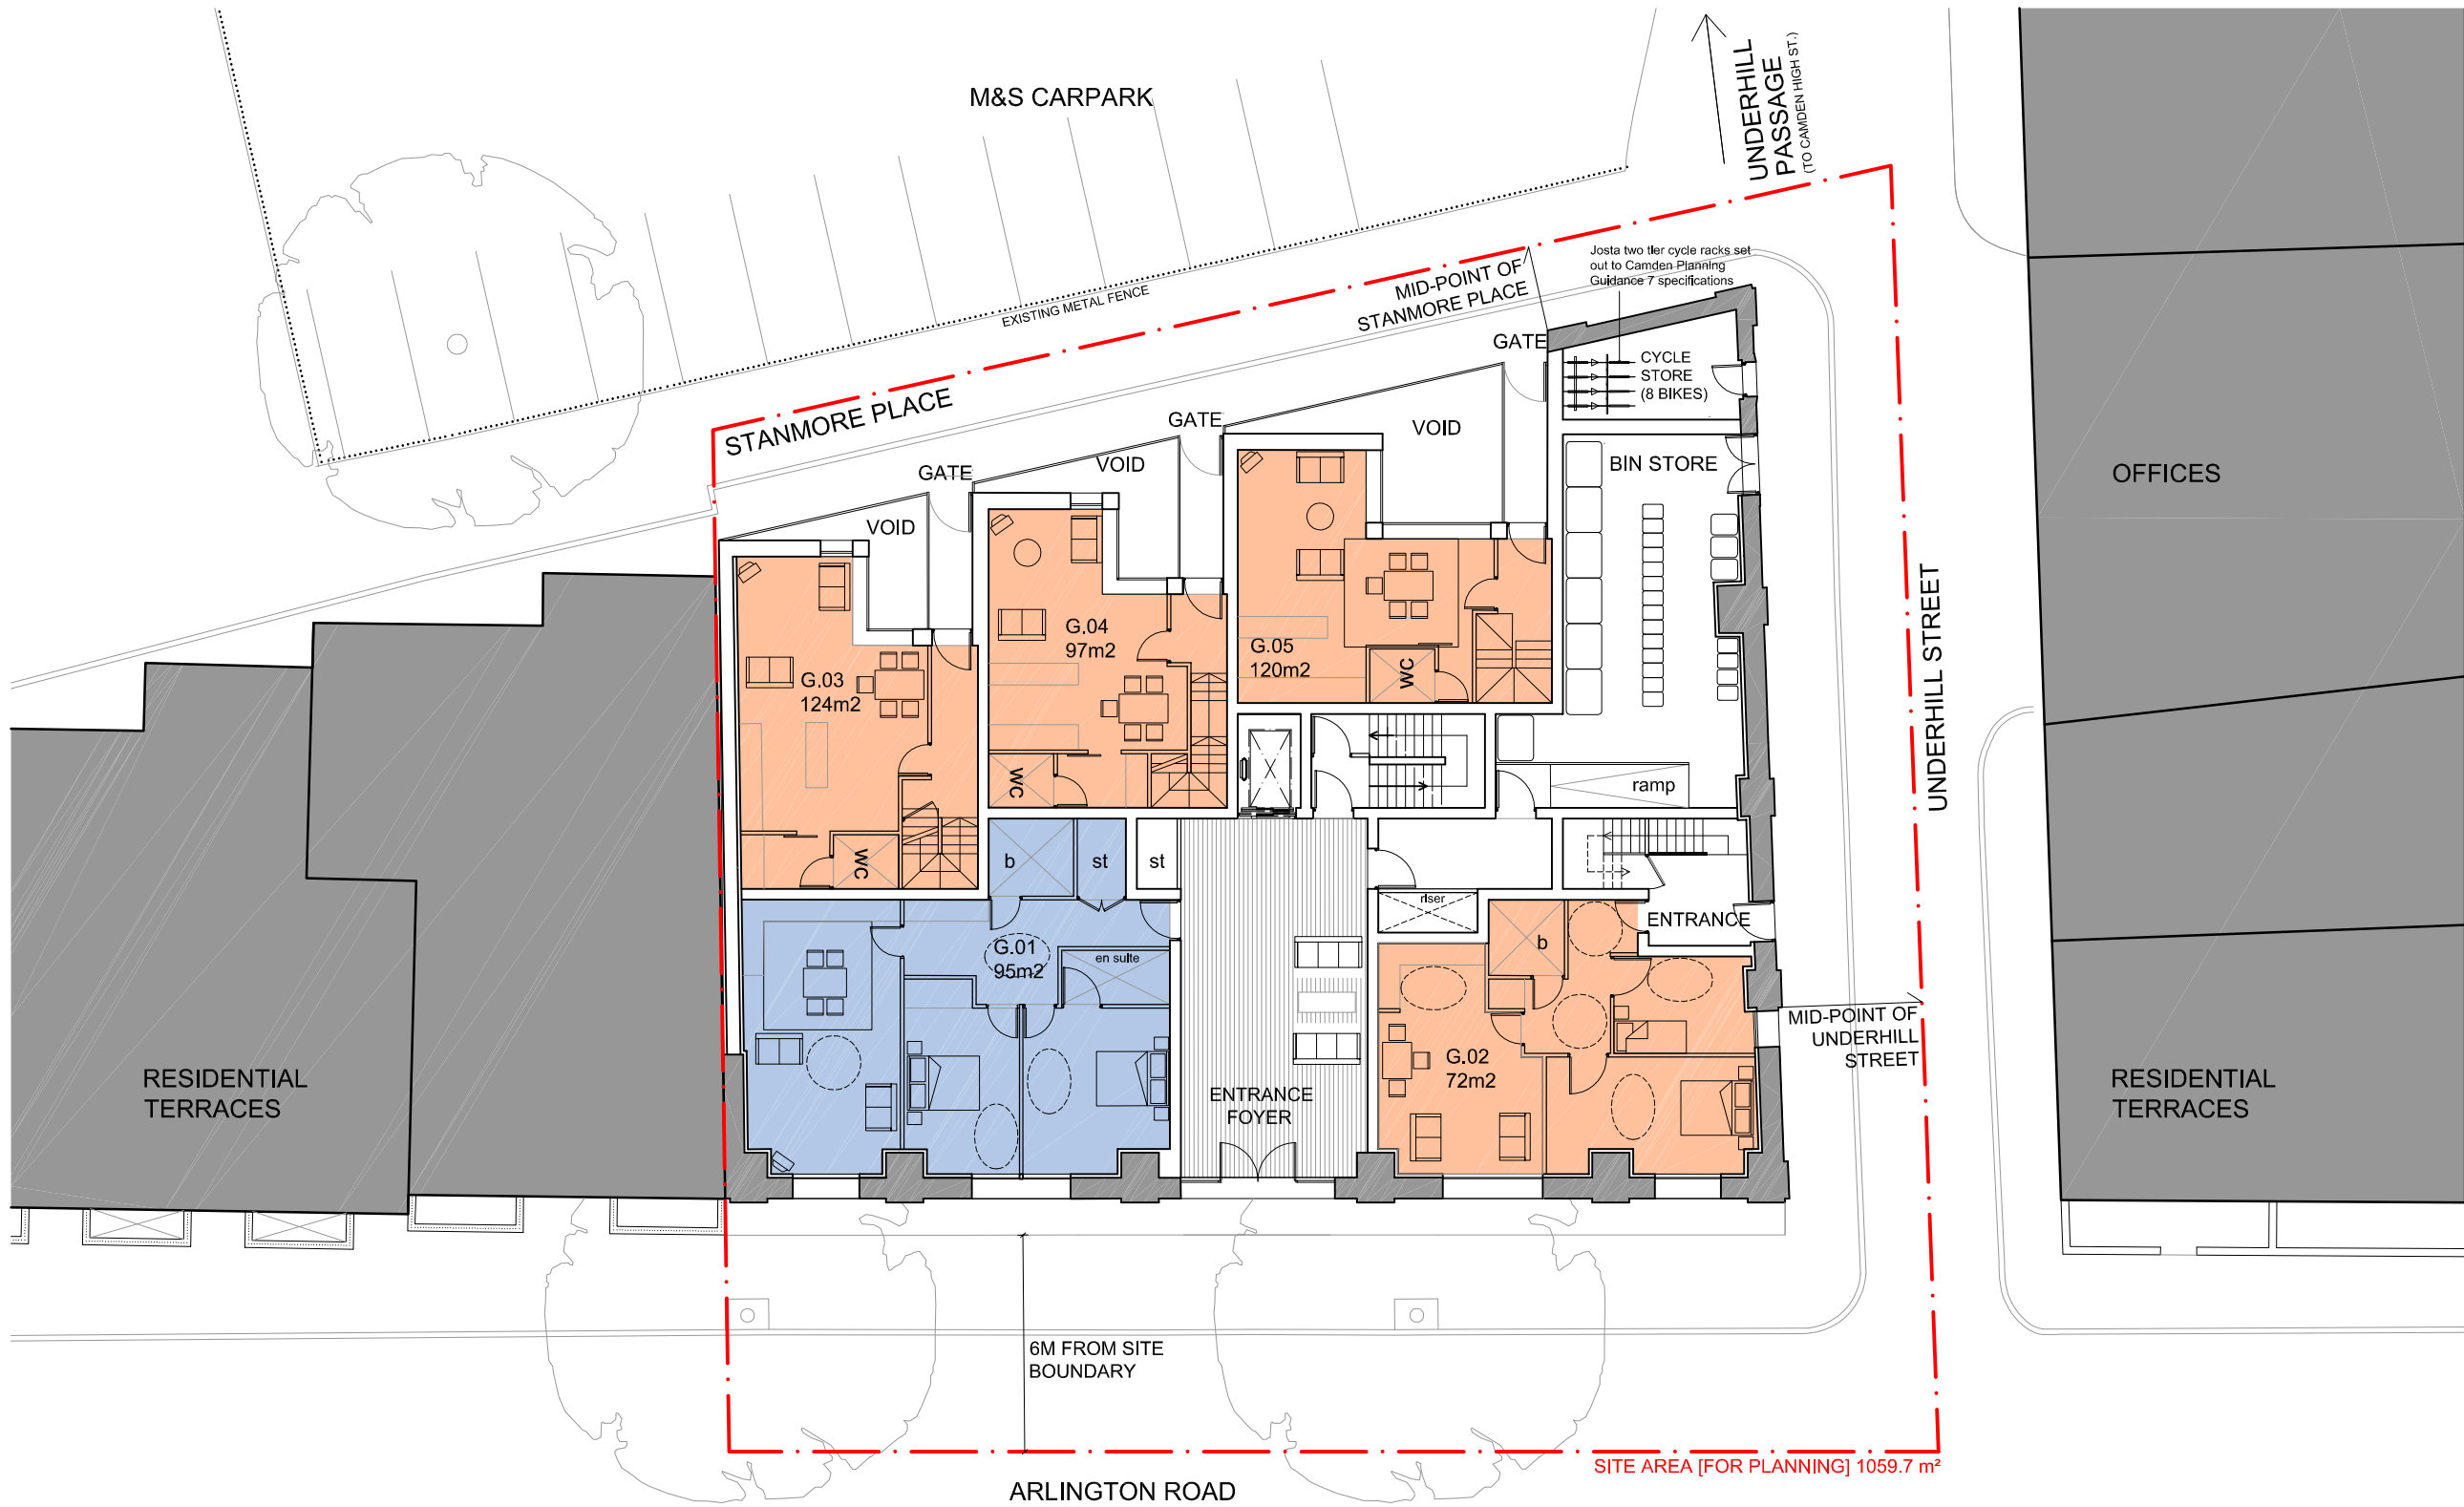 M&S CARPARK
UNDERHILL
PASSAGE
(TO CAMDEN HIGH ST.)
EXISTING METAL FENCE
MID-POINT OF
STANMORE PLACE
Josta two tier cycle racks set
out to Camden Planning
Guidance 7 specifications
STANMORE PLACE
GATE
GATE
GATE
CYCLE
STORE
(8 BIKES)
VOID
VOID
VOID
BIN STORE
OFFICES
UNDERHILL STREET
G.03
124m2
G.04
97m2
G.05
120m2
WC
WC
WC
ramp
b
st
st
riser
ENTRANCE
b
G.01
95m2
en suite
G.02
72m2
ENTRANCE
FOYER
MID-POINT OF
UNDERHILL
STREET
RESIDENTIAL
TERRACES
RESIDENTIAL
TERRACES
6M FROM SITE
BOUNDARY
SITE AREA [FOR PLANNING] 1059.7 m²
ARLINGTON ROAD